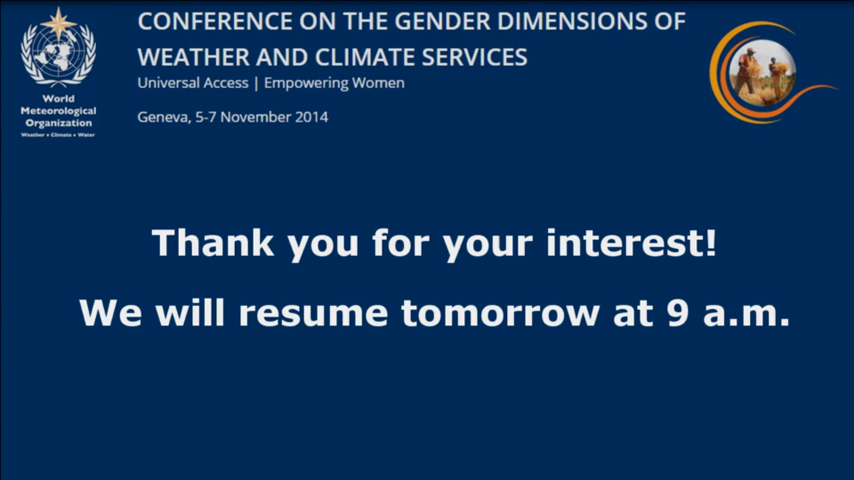 CONFERENCE ON THE GENDER DIMENSIONS OF
WEATHER AND CLIMATE SERVICES
Universal Access | Empowering Women
Geneva, 5-7 November 2014
World
Meteorological
Organization
Weather • Climate • Water
Thank you for your interest!
We will resume tomorrow at 9 a.m.